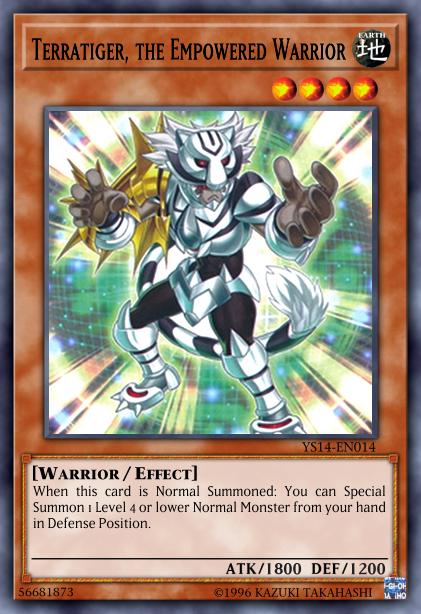 Terratiger, the Empowered Warrior
EARTH
地
YS14-EN014
[Warrior / Effect]
When this card is Normal Summoned: You can Special
Summon 1 Level 4 or lower Normal Monster from your hand
in Defense Position.
ATK/1800 DEF/1200
56681873
©1996 KAZUKI TAKAHASHI